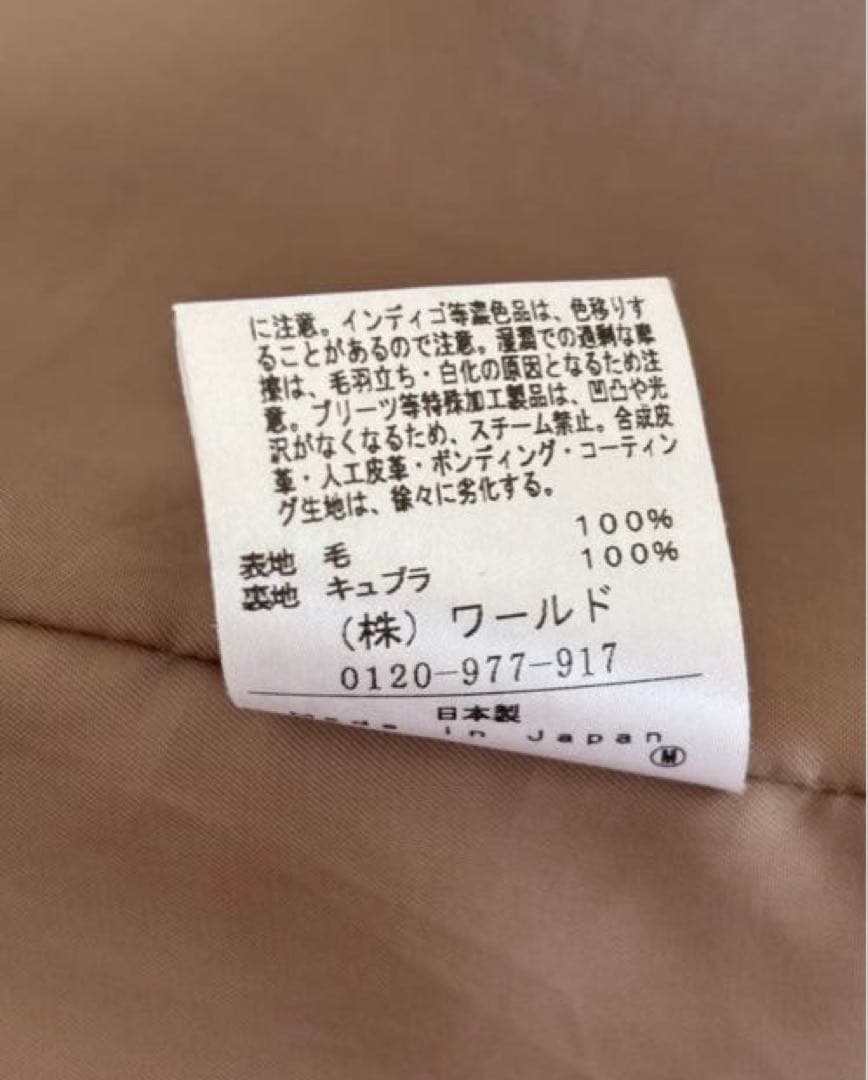 に注意。インディゴ等濃色品は、色移りす
ることがあるので注意。湿潤での過剰な摩
擦は、毛羽立ち・白化の原因となるため注
意。プリーツ等特殊加工製品は、凹凸や光
沢がなくなるため、スチーム禁止。合成皮
革・人工皮革・ボンディング・コーティン
グ生地は、徐々に劣化する。
表地 毛 100%
裏地 キュプラ 100%
(株) ワールド
0120-977-917
日本製
Made in Japan
M